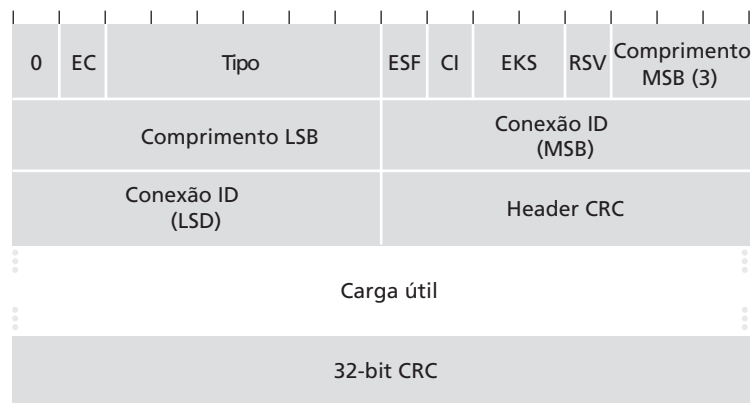 0 EC Tipo ESF CI EKS RSV Comprimento
MSB (3)
Comprimento LSB Conexão ID
(MSB)
Conexão ID
(LSD)
Header CRC
Carga útil
32-bit CRC